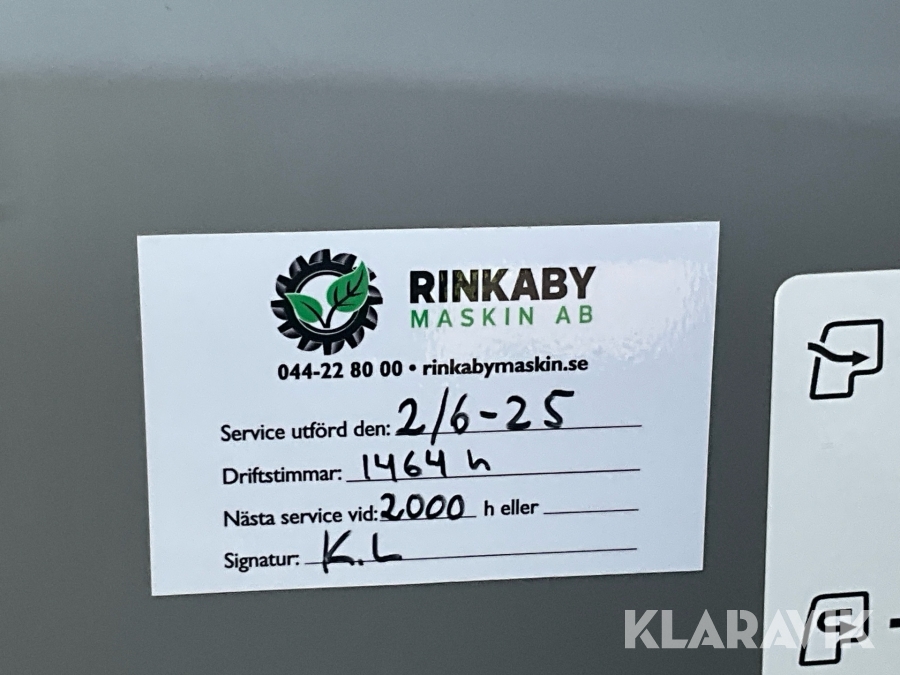 RINKABY
MASKIN AB
044-22 80 00 • rinkabymaskin.se
Service utförd den: 2/6-25
Driftstimmar: 1464 h
Nästa service vid: 2000 h eller
Signatur: K.L
KLARAVIK